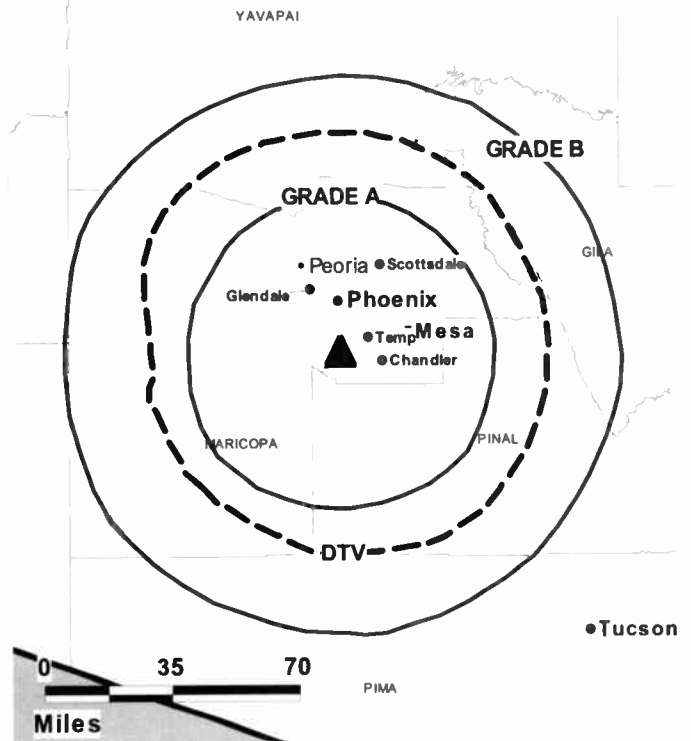 YAVAPAI
GRADE B
GRADE A
GILA
Peoria
Scottsdale
Glendale
Phoenix
Temp
Mesa
Chandler
MARICOPA
PINAL
DTV
Tucson
0 35 70
PIMA
Miles